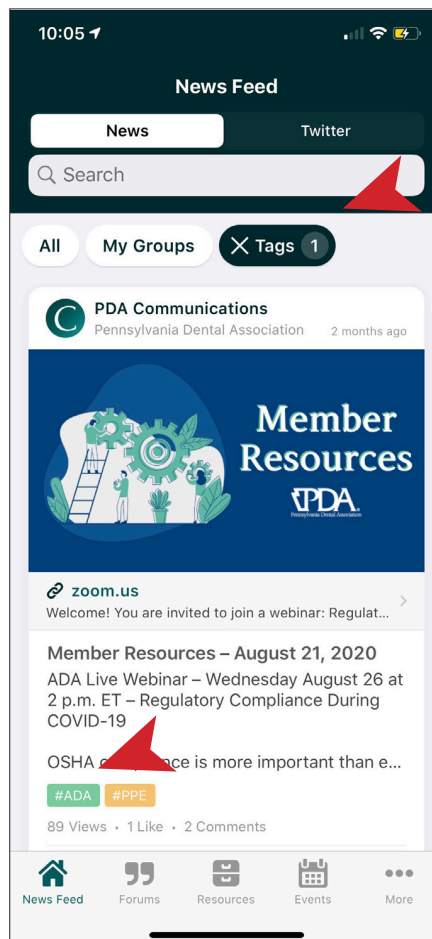 10:05
News Feed
News
Twitter
Search
All
My Groups
Tags 1
C
PDA Communications
Pennsylvania Dental Association
2 months ago
Member
Resources
PDA
Pennsylvania Dental Association
zoom.us
Welcome! You are invited to join a webinar: Regulat...
Member Resources – August 21, 2020
ADA Live Webinar – Wednesday August 26 at
2 p.m. ET – Regulatory Compliance During
COVID-19
OSHA is more important than e...
#ADA #PPE
89 Views • 1 Like • 2 Comments
News Feed
Forums
Resources
Events
More